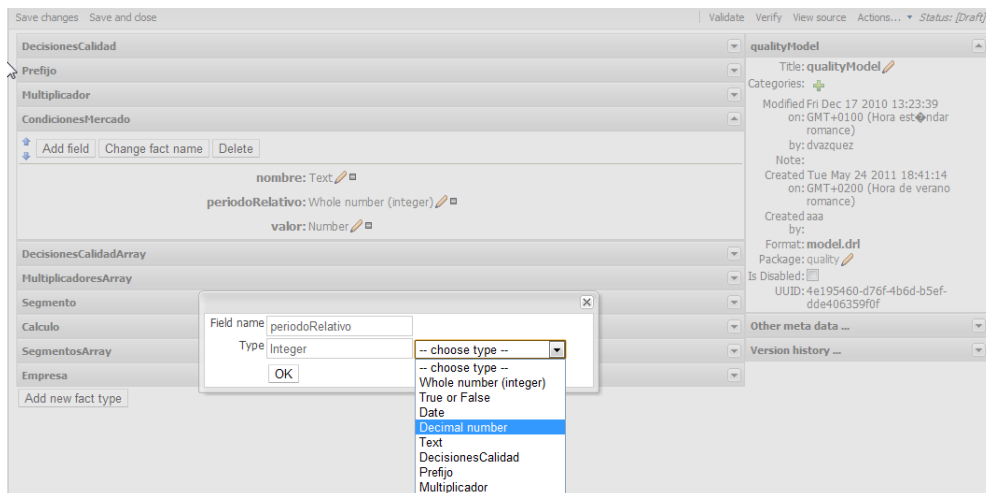 Save changes Save and close Validate Verify View source Actions... Status: [Draft]
DecisionesCalidad
Prefijo
Multiplicador
CondicionesMercado
Add field Change fact name Delete
nombre: Text
periodoRelativo: Whole number (integer)
valor: Number
DecisionesCalidadArray
MultiplicadoresArray
Segmento
Calculo
SegmentosArray
Empresa
Add new fact type
Field name periodoRelativo
Type Integer -- choose type --
OK
-- choose type --
Whole number (integer)
True or False
Date
Decimal number
Text
DecisionesCalidad
Prefijo
Multiplicador
qualityModel
Title: qualityModel
Categories:
Modified Fri Dec 17 2010 13:23:39
on: GMT+0100 (Hora est�ndar
romance)
by: dvazquez
Note:
Created Tue May 24 2011 18:41:14
on: GMT+0200 (Hora de verano
romance)
Created aaa
by:
Format: model.drl
Package: quality
Is Disabled:
UUID: 4e195460-d76f-4b6d-b5ef-
dde406359f0f
Other meta data ...
Version history ...